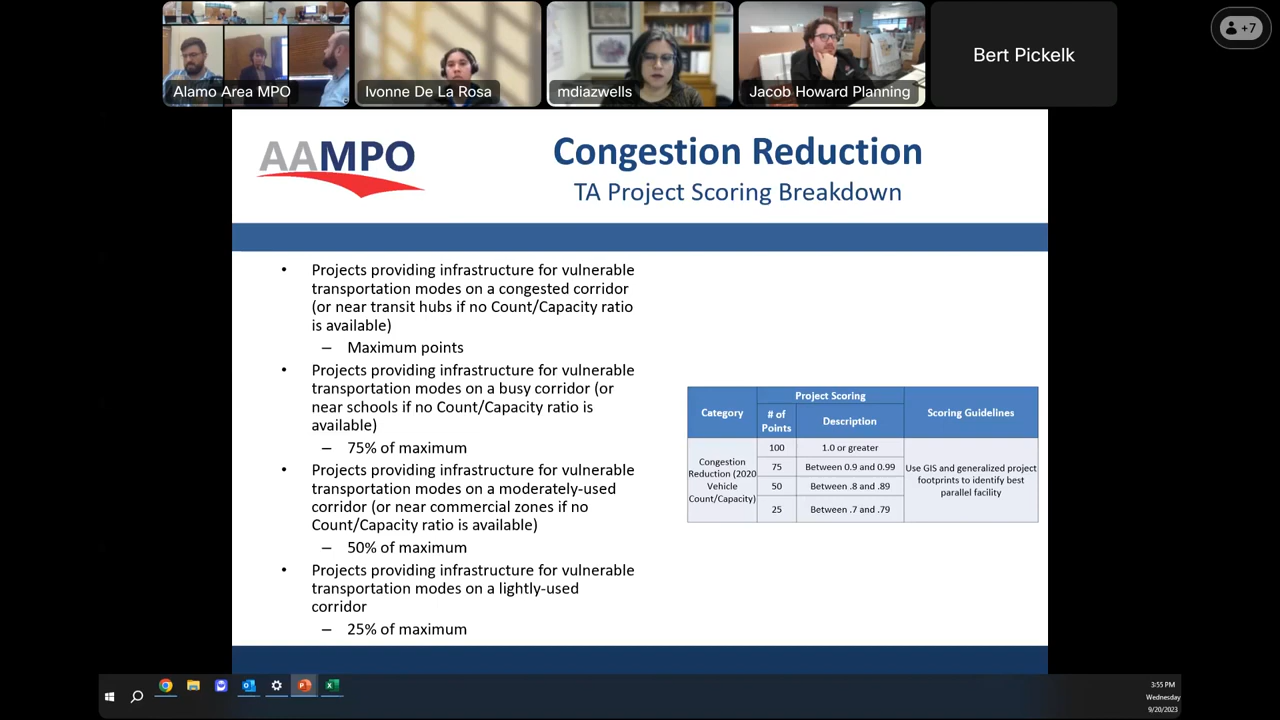 +7
Alamo Area MPO
Ivonne De La Rosa
mdiazwells
Jacob Howard Planning
Bert Pickelk
AAMPO
Congestion Reduction
TA Project Scoring Breakdown
• Projects providing infrastructure for vulnerable
transportation modes on a congested corridor
(or near transit hubs if no Count/Capacity ratio
is available)
– Maximum points
• Projects providing infrastructure for vulnerable
transportation modes on a busy corridor (or
near schools if no Count/Capacity ratio is
available)
– 75% of maximum
• Projects providing infrastructure for vulnerable
transportation modes on a moderately-used
corridor (or near commercial zones if no
Count/Capacity ratio is available)
– 50% of maximum
• Projects providing infrastructure for vulnerable
transportation modes on a lightly-used
corridor
– 25% of maximum
Category
Project Scoring
# of
Points
Description
Scoring Guidelines
Congestion
Reduction (2020
Vehicle
Count/Capacity)
100 1.0 or greater
75 Between 0.9 and 0.99
50 Between .8 and .89
25 Between .7 and .79
Use GIS and generalized project
footprints to identify best
parallel facility
3:55 PM
Wednesday
9/20/2023